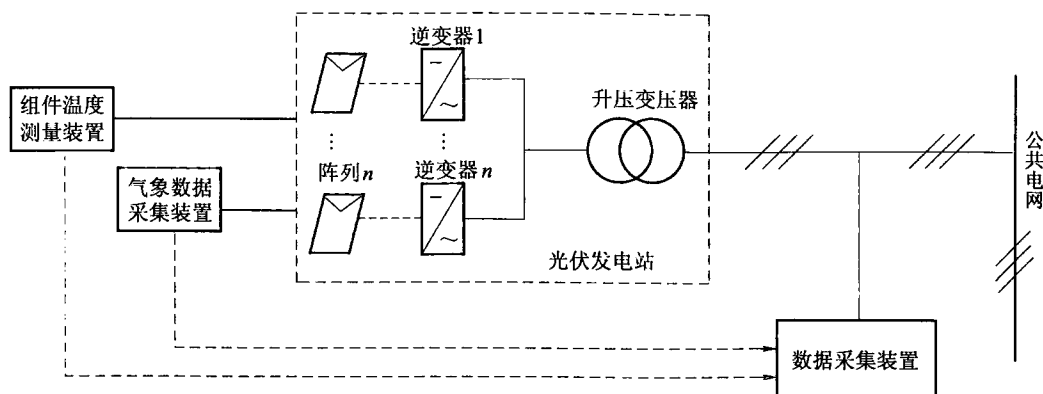 逆变器1
升压变压器
组件温度
测量装置
阵列n
逆变器n
气象数据
采集装置
光伏发电站
公共电网
数据采集装置